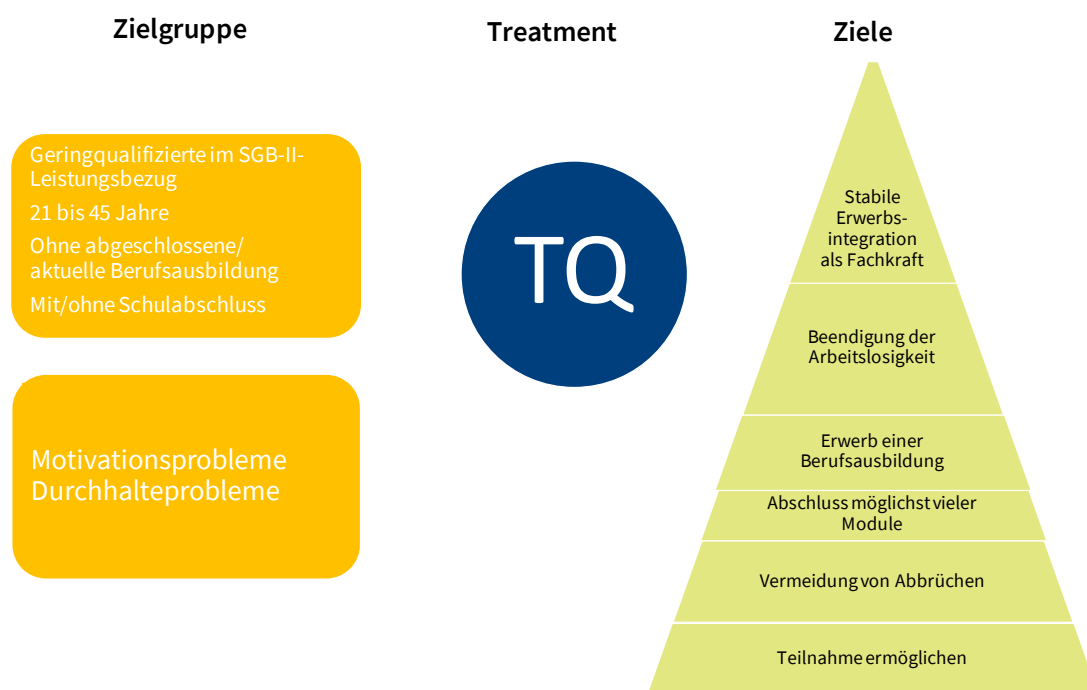 Zielgruppe
Treatment
Ziele
Geringqualifizierte im SGB-II-
Leistungsbezug
21 bis 45 Jahre
Ohne abgeschlossene/
aktuelle Berufsausbildung
Mit/ohne Schulabschluss
Motivationsprobleme
Durchhalteprobleme
TQ
Stabile
Erwerbs-
integration
als Fachkraft
Beendigung der
Arbeitslosigkeit
Erwerb einer
Berufsausbildung
Abschluss möglichst vieler
Module
Vermeidung von Abbrüchen
Teilnahme ermöglichen